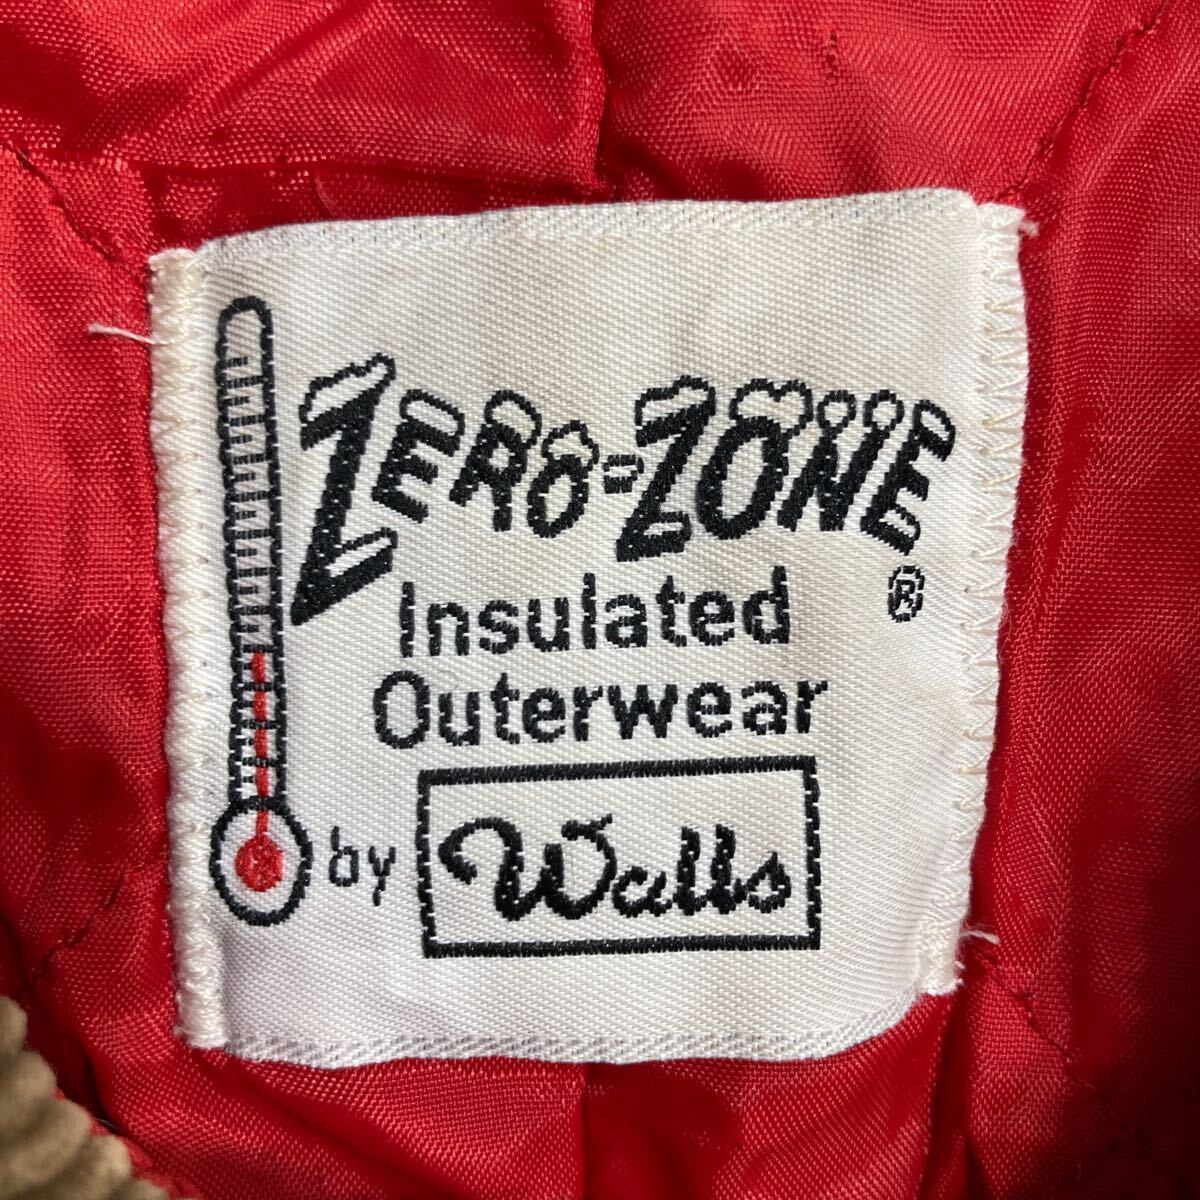 ZERO-ZONE®
Insulated
Outerwear
by Walls